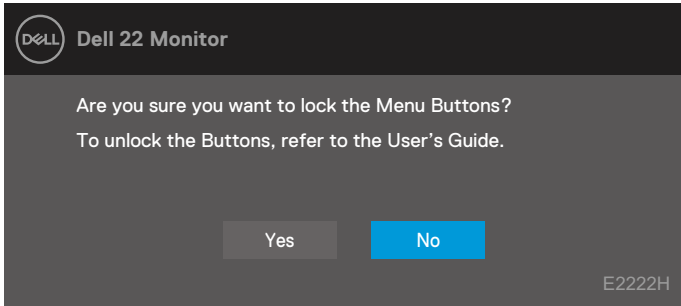 DELL
Dell 22 Monitor
Are you sure you want to lock the Menu Buttons?
To unlock the Buttons, refer to the User’s Guide.
Yes
No
E2222H